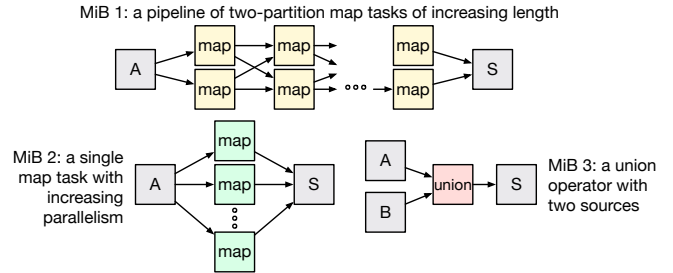 MiB 1: a pipeline of two-partition map tasks of increasing length
map map map
A S
map map map
MiB 2: a single
map task with
increasing
parallelism
map
A map S
map
A
B
union S
MiB 3: a union
operator with
two sources